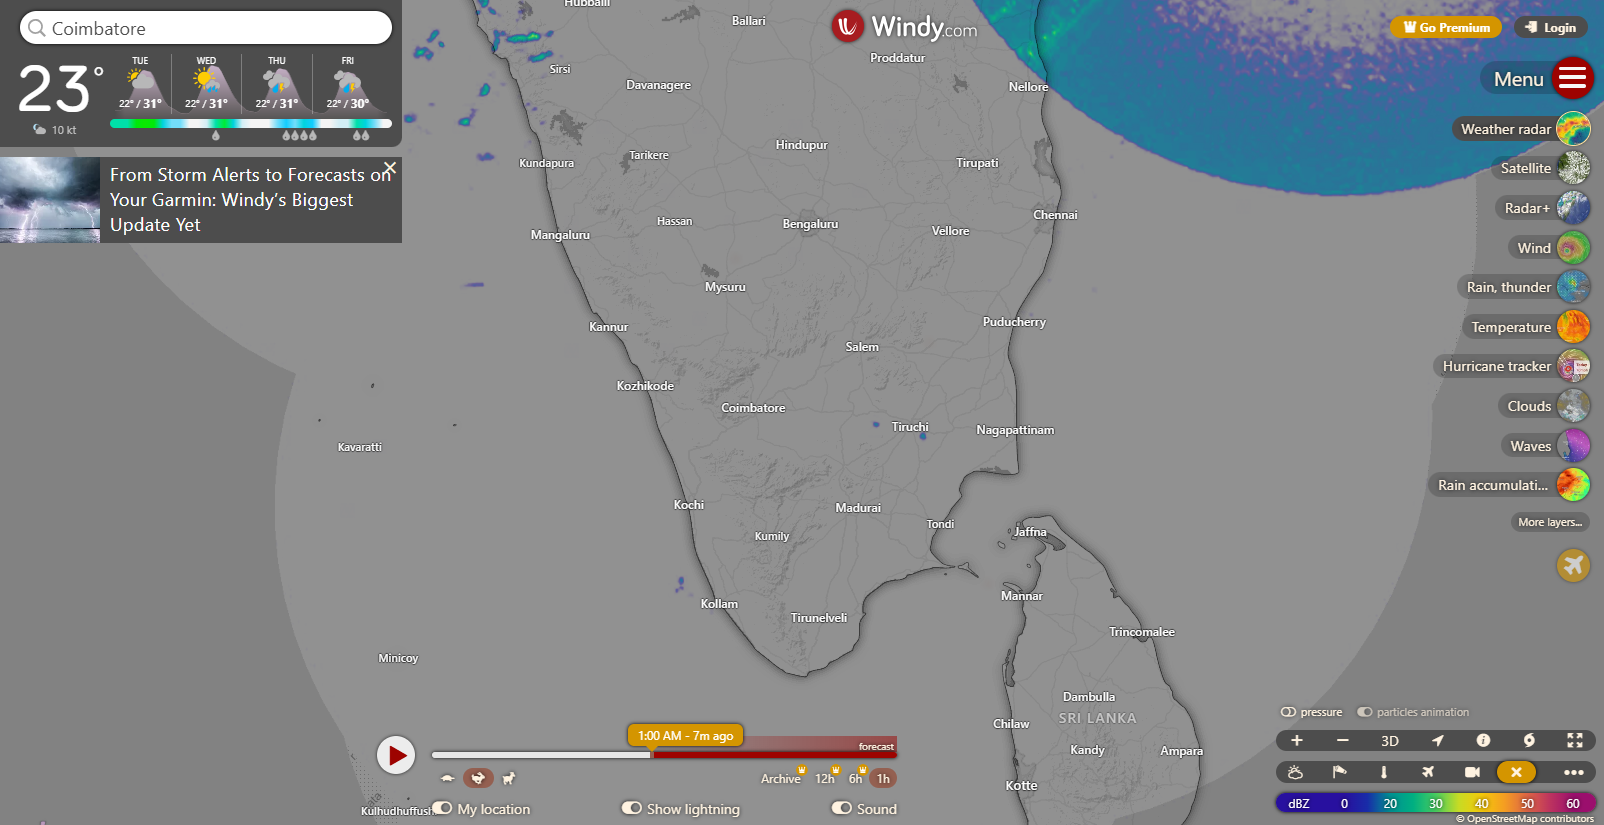 Coimbatore
23°
10 kt
TUE
22° / 31°
WED
22° / 31°
THU
22° / 31°
FRI
22° / 30°
From Storm Alerts to Forecasts on
Your Garmin: Windy’s Biggest
Update Yet
Windy.com
Go Premium
Login
Menu
Weather radar
Satellite
Radar+
Wind
Rain, thunder
Temperature
Hurricane tracker
Clouds
Waves
Rain accumulati...
More layers...
Hubballi
Ballari
Proddatur
Sirsi
Davanagere
Nellore
Hindupur
Kundapura
Tarikere
Tirupati
Hassan
Bengaluru
Chennai
Mangaluru
Vellore
Mysuru
Kannur
Puducherry
Salem
Kozhikode
Coimbatore
Tiruchi
Nagapattinam
Kavaratti
Kochi
Madurai
Tondi
Jaffna
Kumily
Mannar
Kollam
Tirunelveli
Trincomalee
Minicoy
Dambulla
SRI LANKA
Chilaw
Kandy
Ampara
Kotte
Kulhudhuffush
1:00 AM - 7m ago
forecast
Archive
12h
6h
1h
My location
Show lightning
Sound
pressure
particles animation
+
−
3D
dBZ 0 20 30 40 50 60
© OpenStreetMap contributors